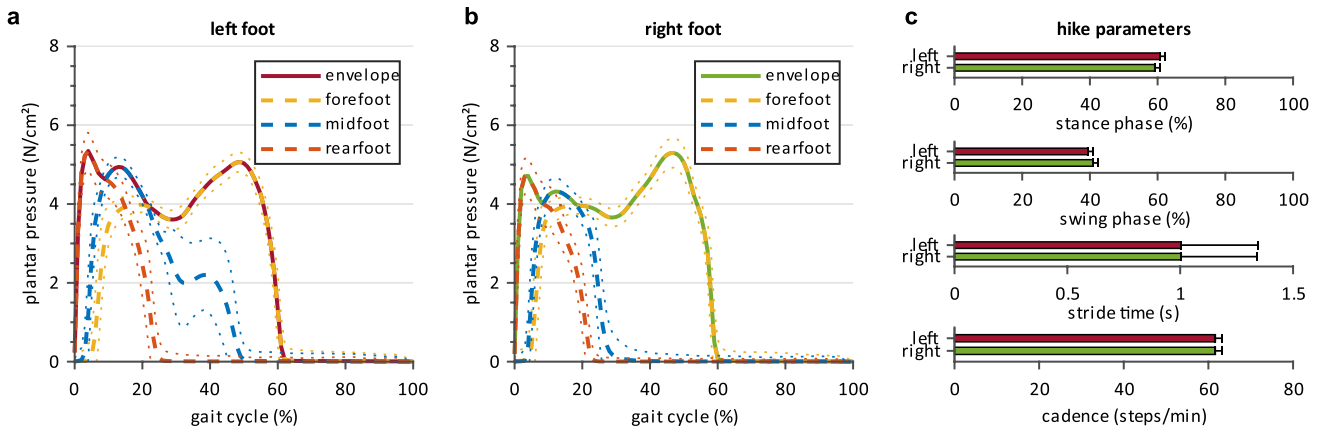 a
left foot
plantar pressure (N/cm²)
8
6
4
2
0
0 20 40 60 80 100
gait cycle (%)
envelope
forefoot
midfoot
rearfoot
b
right foot
plantar pressure (N/cm²)
8
6
4
2
0
0 20 40 60 80 100
gait cycle (%)
envelope
forefoot
midfoot
rearfoot
c
hike parameters
left
right
0 20 40 60 80 100
stance phase (%)
left
right
0 20 40 60 80 100
swing phase (%)
left
right
0 0.5 1 1.5
stride time (s)
left
right
0 20 40 60 80
cadence (steps/min)